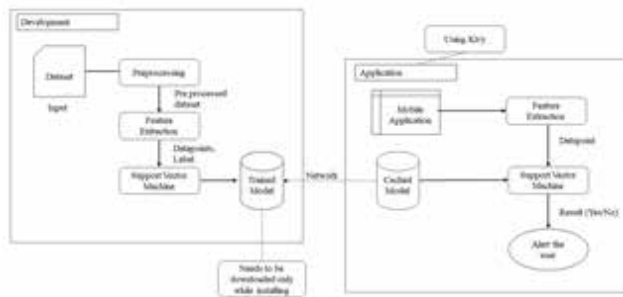 Development
Dataset
Input
Preprocessing
Pre processed
dataset
Feature
Extraction
Datapoints,
Label
Support Vector
Machine
Trained
Model
Needs to be
downloaded only
while installing
Network
Using Kivy
Application
Mobile
Application
Feature
Extraction
Datapoint
Cached
Model
Support Vector
Machine
Result (Yes/No)
Alert the
user